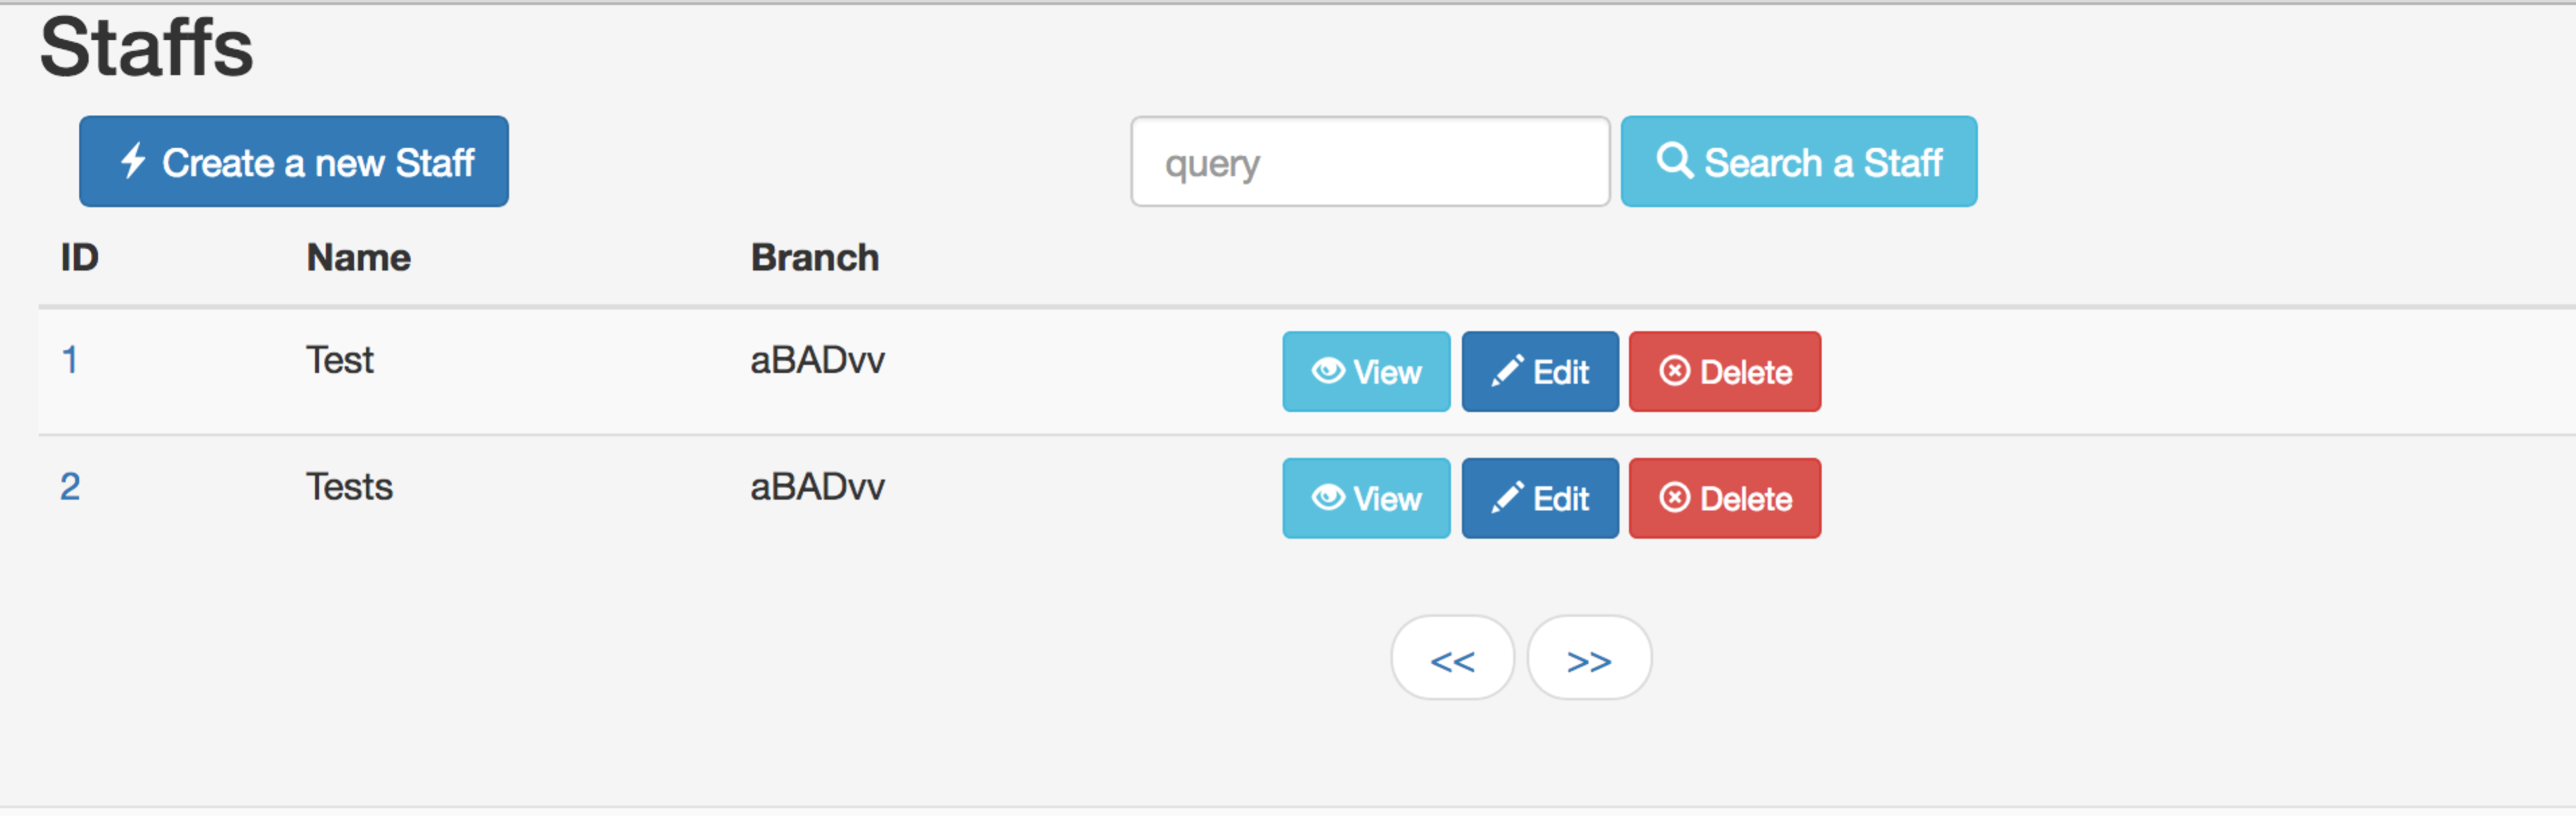 Staffs
Create a new Staff query Search a Staff
ID Name Branch
1 Test aBADvv View Edit Delete
2 Tests aBADvv View Edit Delete
<< >>